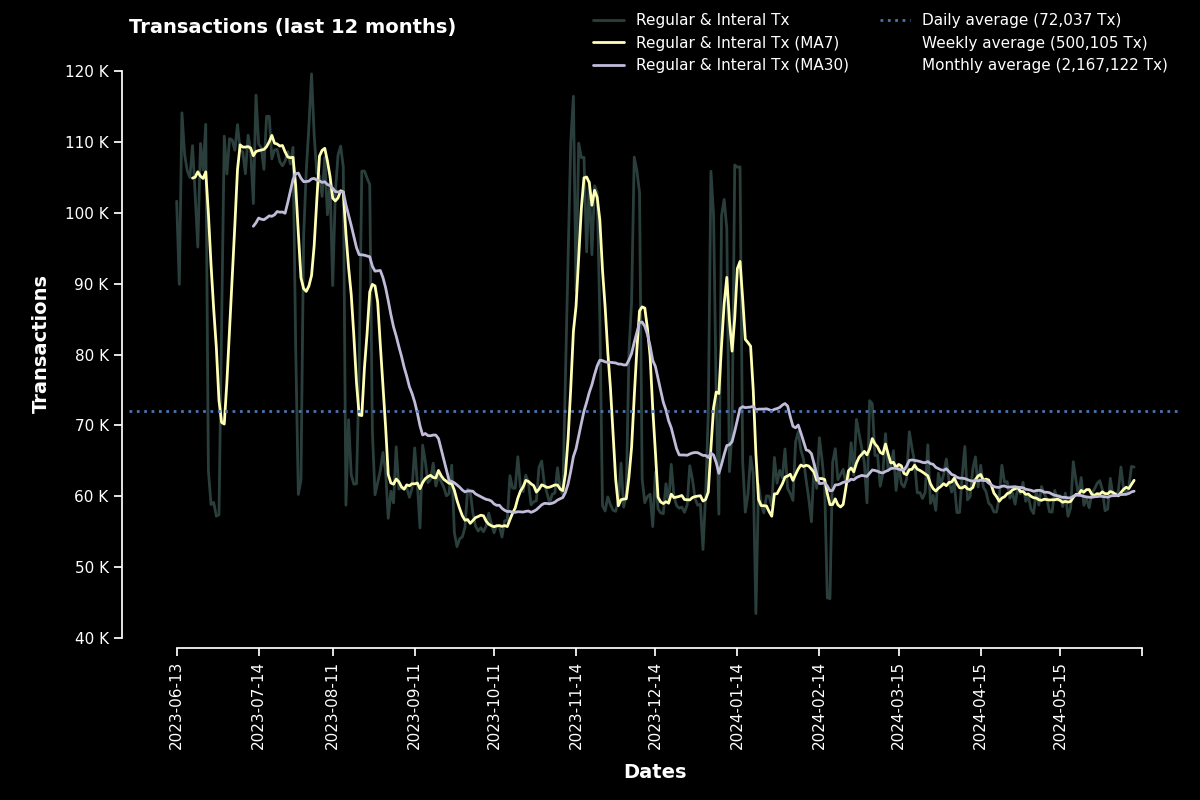 Transactions (last 12 months)
Regular & Interal Tx
Regular & Interal Tx (MA7)
Regular & Interal Tx (MA30)
Daily average (72,037 Tx)
Weekly average (500,105 Tx)
Monthly average (2,167,122 Tx)
Transactions
120 K
110 K
100 K
90 K
80 K
70 K
60 K
50 K
40 K
2023-06-13
2023-07-14
2023-08-11
2023-09-11
2023-10-11
2023-11-14
2023-12-14
2024-01-14
2024-02-14
2024-03-15
2024-04-15
2024-05-15
Dates